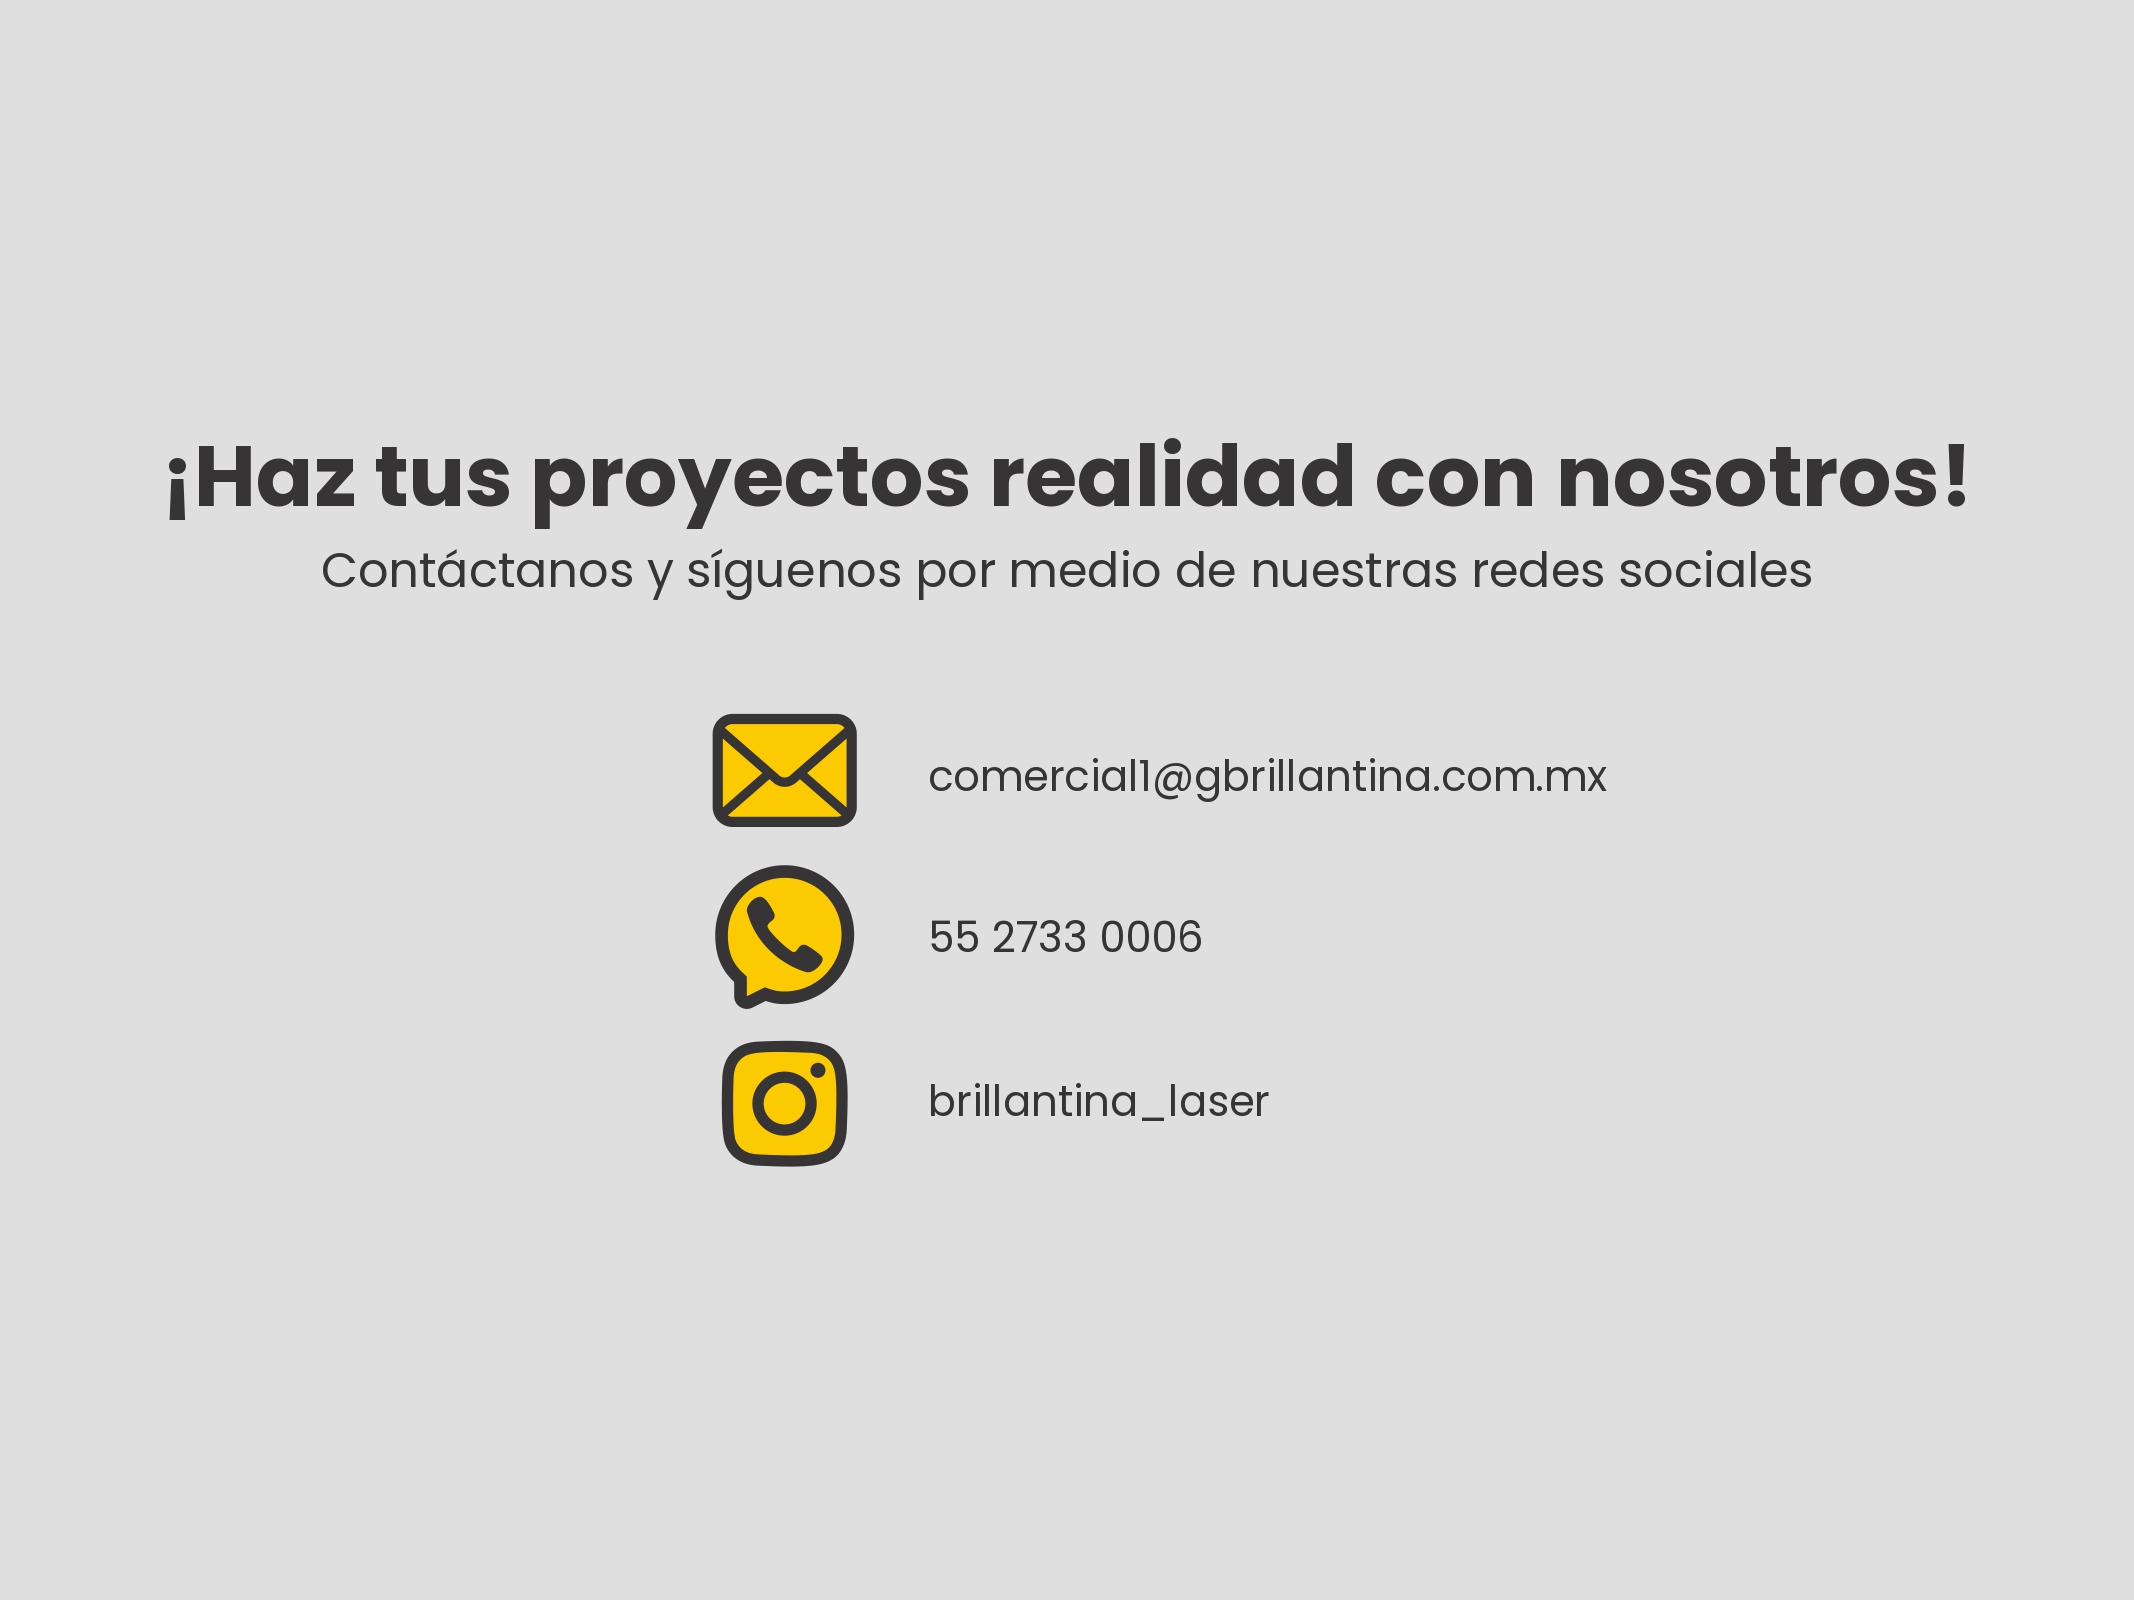 ¡Haz tus proyectos realidad con nosotros!
Contáctanos y síguenos por medio de nuestras redes sociales
comercial1@gbrillantina.com.mx
55 2733 0006
brillantina_laser